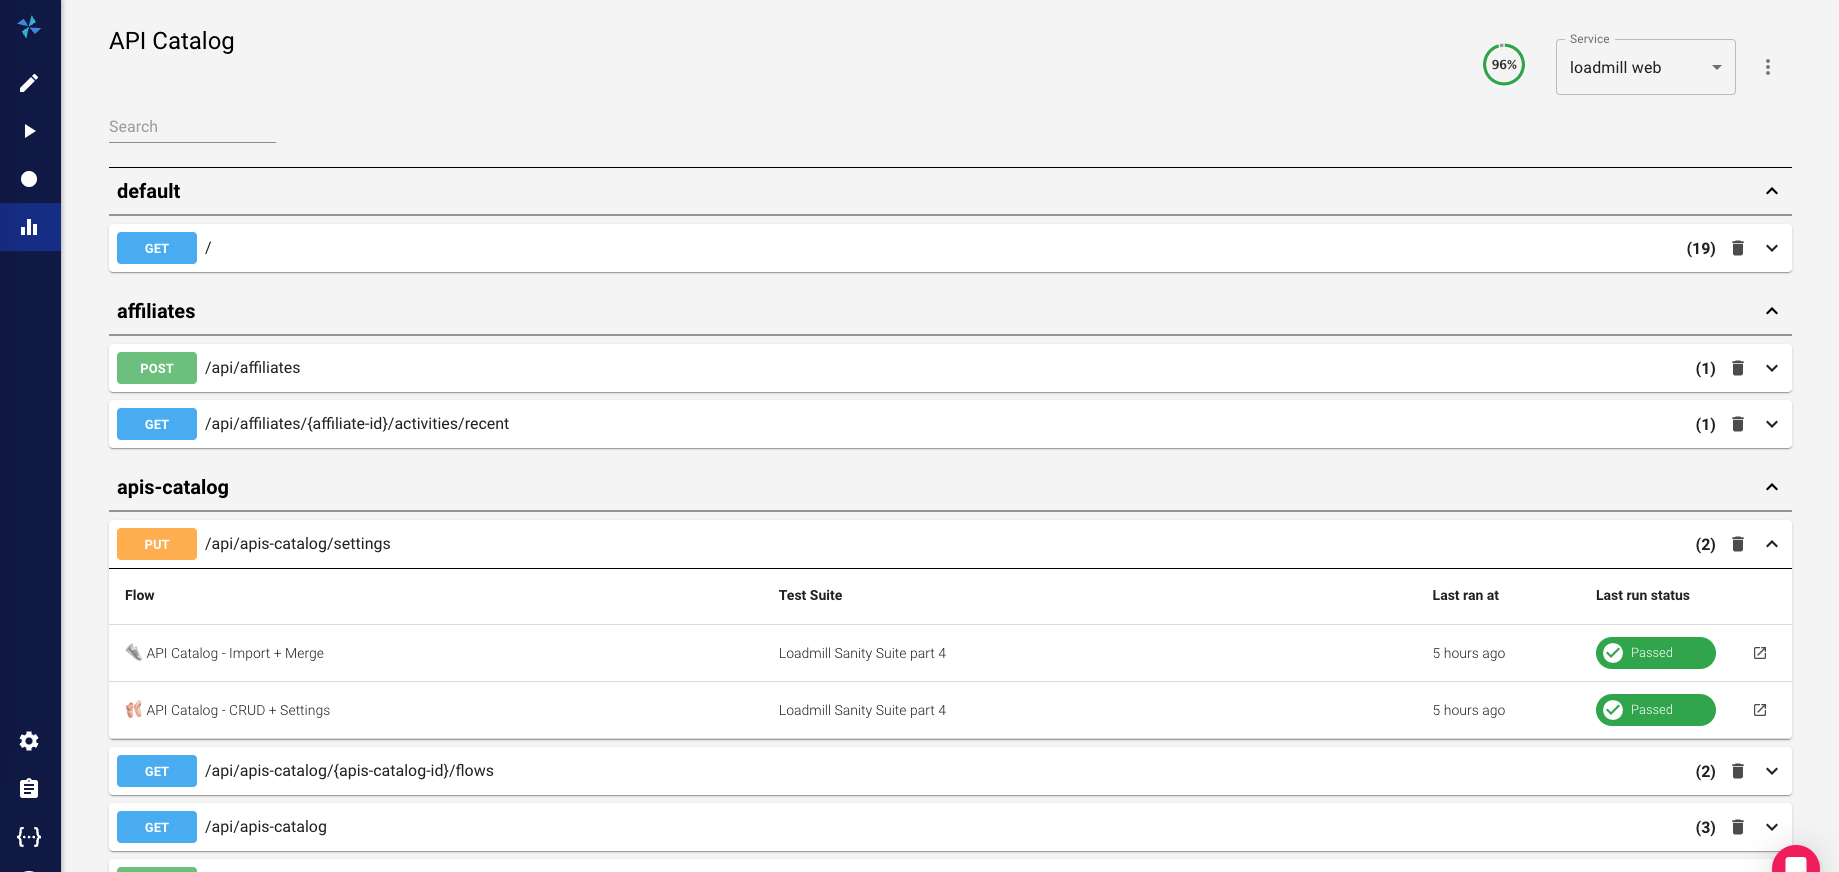 API Catalog
96%
Service
loadmill web
Search
default
GET / (19)
affiliates
POST /api/affiliates (1)
GET /api/affiliates/{affiliate-id}/activities/recent (1)
apis-catalog
PUT /api/apis-catalog/settings (2)
Flow Test Suite Last ran at Last run status
API Catalog - Import + Merge Loadmill Sanity Suite part 4 5 hours ago Passed
API Catalog - CRUD + Settings Loadmill Sanity Suite part 4 5 hours ago Passed
GET /api/apis-catalog/{apis-catalog-id}/flows (2)
GET /api/apis-catalog (3)